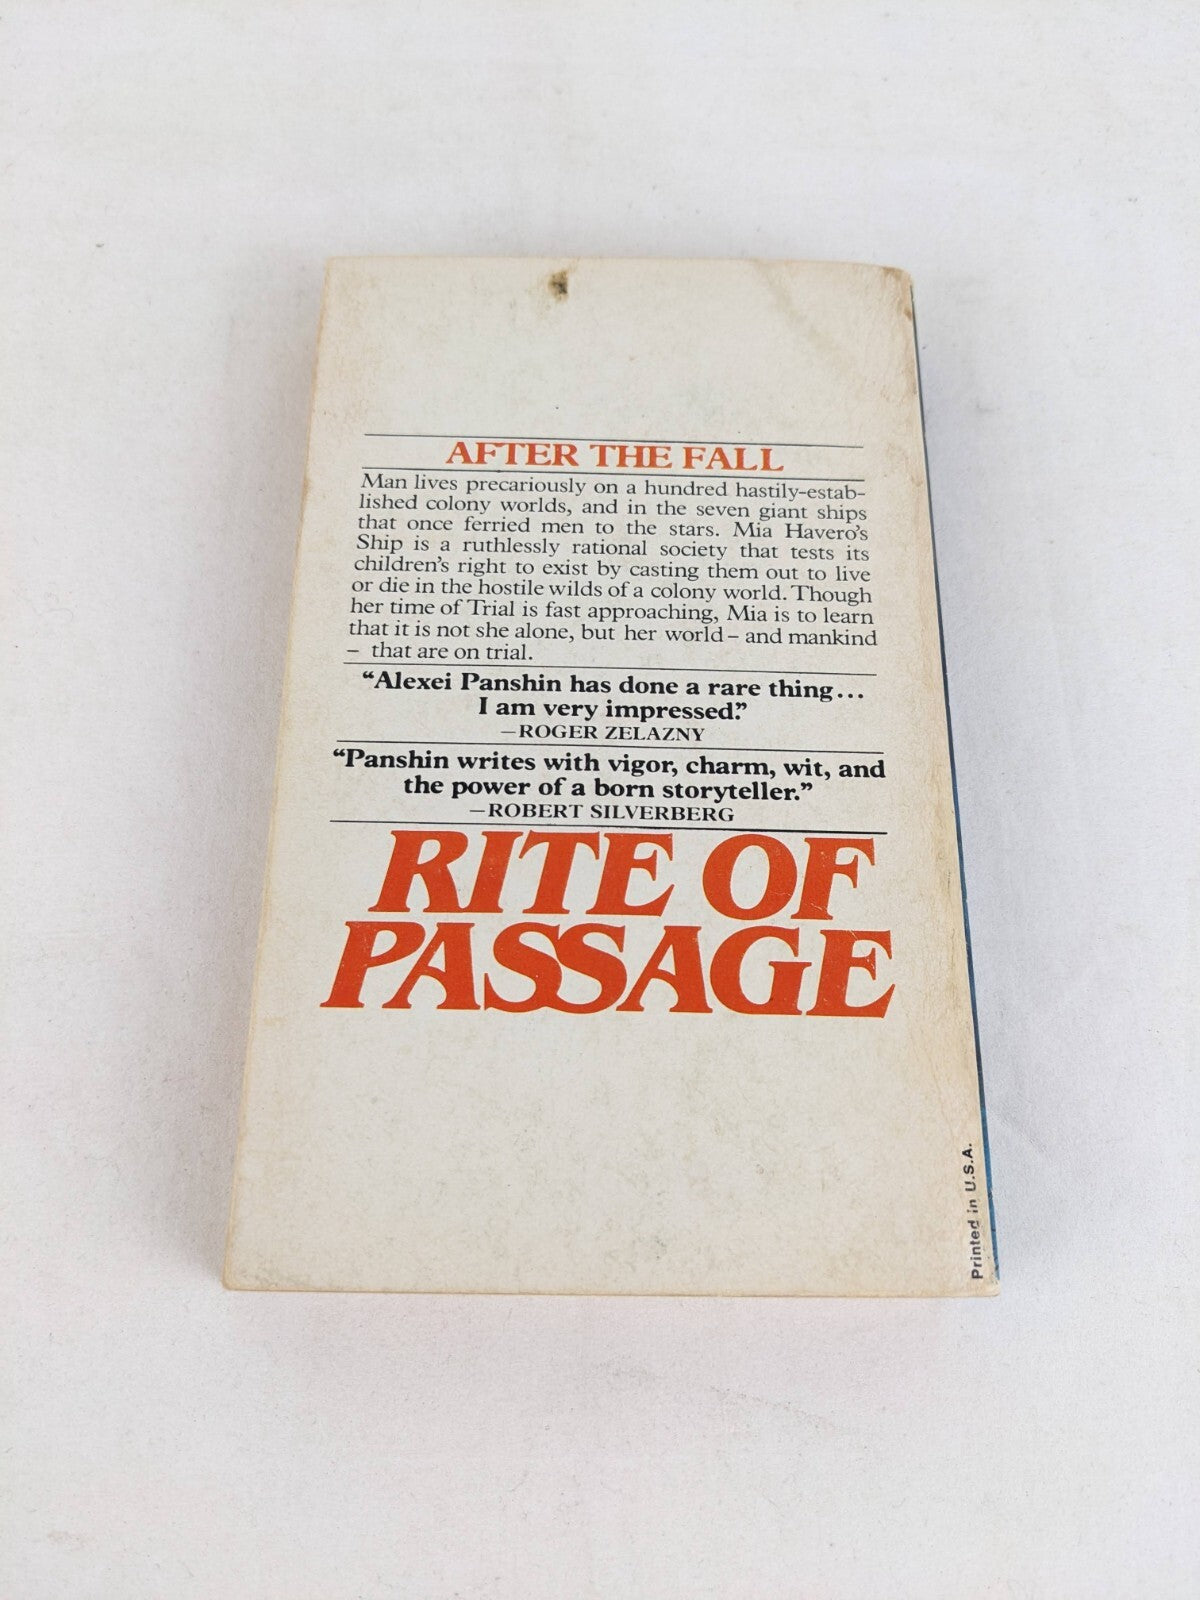 AFTER THE FALL
Man lives precariously on a hundred hastily-estab-
lished colony worlds, and in the seven giant ships
that once ferried men to the stars. Mia Havero's
Ship is a ruthlessly rational society that tests its
children's right to exist by casting them out to live
or die in the hostile wilds of a colony world. Though
her time of Trial is fast approaching, Mia is to learn
that it is not she alone, but her world – and mankind
– that are on trial.
“Alexei Panshin has done a rare thing...
I am very impressed.”
—ROGER ZELAZNY
“Panshin writes with vigor, charm, wit, and
the power of a born storyteller.”
—ROBERT SILVERBERG
RITE OF
PASSAGE
Printed in U.S.A.